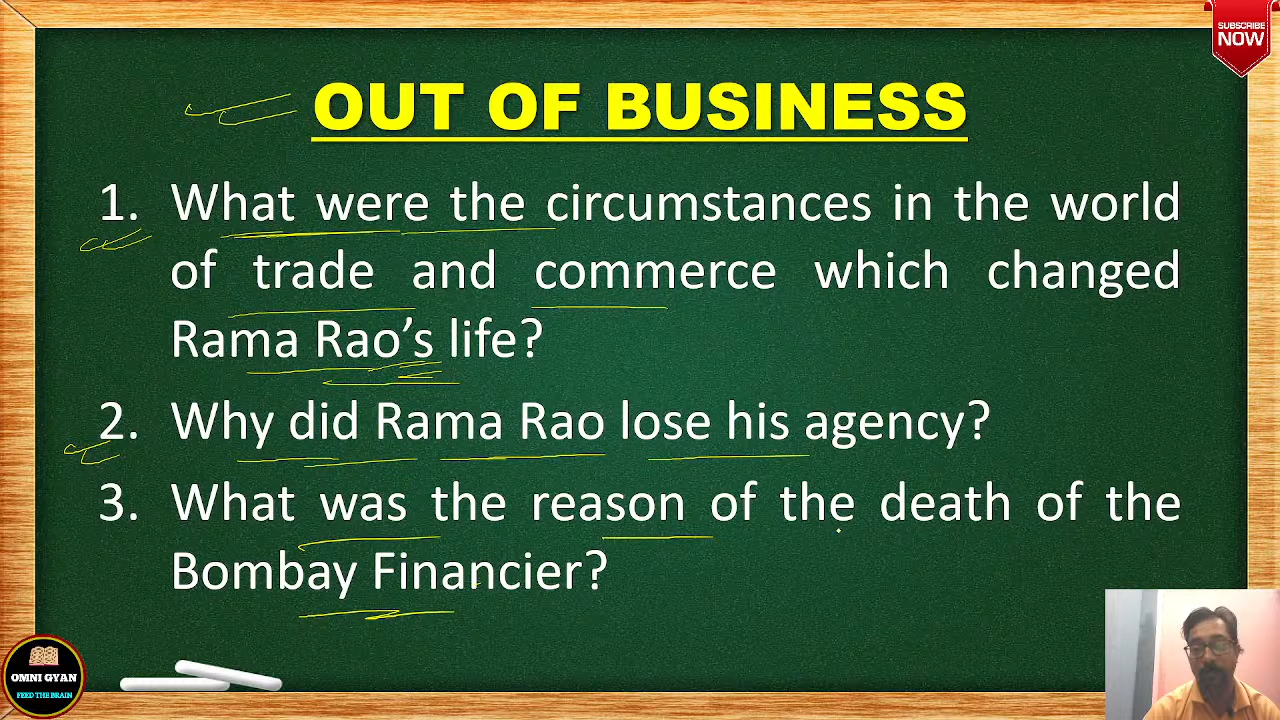 SUBSCRIBE
NOW
OUT OF BUSINESS
1. What were the circumstances in the world
of trade and commerce which changed
Rama Rao’s life?
2. Why did Rama Rao lose his agency?
3. What was the reason of the death of the
Bombay Financier?
OMNI GYAN
FEED THE BRAIN